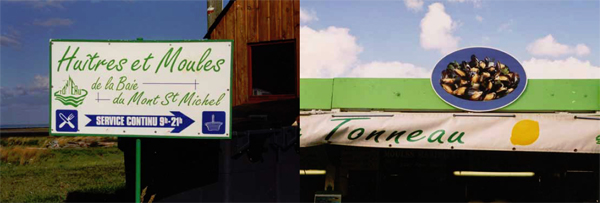 Huîtres et Moules
de la Baie
du Mont St Michel
SERVICE CONTINU 9h-21h
Tonneau